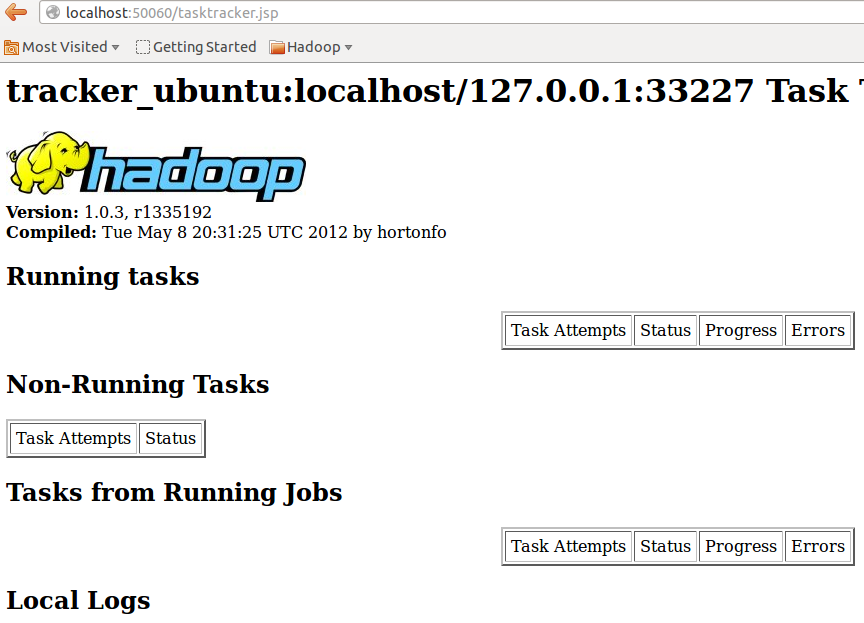 localhost:50060/tasktracker.jsp
Most Visited Getting Started Hadoop
tracker_ubuntu:localhost/127.0.0.1:33227 Task
hadoop
Version: 1.0.3, r1335192
Compiled: Tue May 8 20:31:25 UTC 2012 by hortonfo
Running tasks
Task Attempts Status Progress Errors
Non-Running Tasks
Task Attempts Status
Tasks from Running Jobs
Task Attempts Status Progress Errors
Local Logs